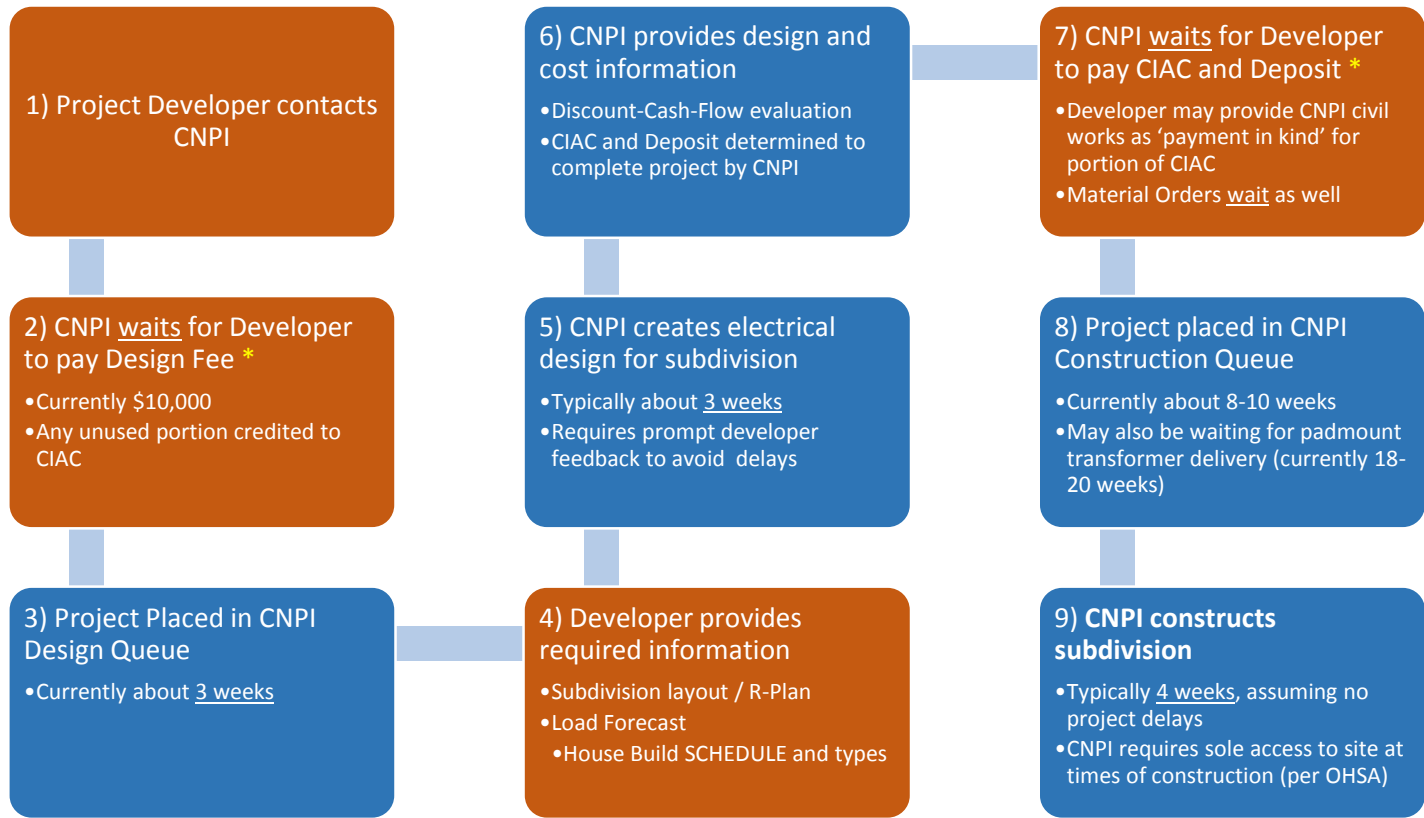 1) Project Developer contacts
CNPI
2) CNPI waits for Developer
to pay Design Fee *
•Currently $10,000
•Any unused portion credited to
CIAC
3) Project Placed in CNPI
Design Queue
•Currently about 3 weeks
4) Developer provides
required information
•Subdivision layout / R-Plan
•Load Forecast
•House Build SCHEDULE and types
5) CNPI creates electrical
design for subdivision
•Typically about 3 weeks
•Requires prompt developer
feedback to avoid delays
6) CNPI provides design and
cost information
•Discount-Cash-Flow evaluation
•CIAC and Deposit determined to
complete project by CNPI
7) CNPI waits for Developer
to pay CIAC and Deposit *
•Developer may provide CNPI civil
works as ‘payment in kind’ for
portion of CIAC
•Material Orders wait as well
8) Project placed in CNPI
Construction Queue
•Currently about 8-10 weeks
•May also be waiting for padmount
transformer delivery (currently 18-
20 weeks)
9) CNPI constructs
subdivision
•Typically 4 weeks, assuming no
project delays
•CNPI requires sole access to site at
times of construction (per OHSA)